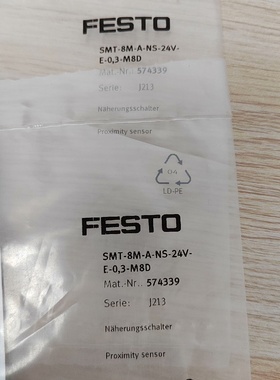 FESTO
SMT-8M-A-NS-24V-
E-0,3-M8D
Mat.-Nr.: 574339
Serie: J213
Näherungsschalter
Proximity sensor
04
LD-PE
FESTO
SMT-8M-A-NS-24V-
E-0,3-M8D
Mat.-Nr.: 574339
Serie: J213
Näherungsschalter
Proximity sensor